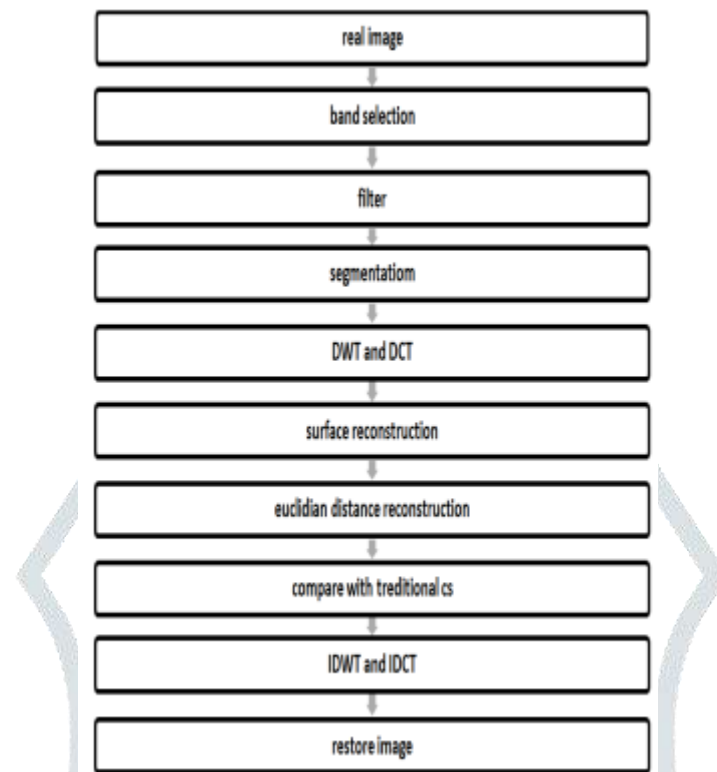 real image
band selection
filter
segmentatiom
DWT and DCT
surface reconstruction
euclidian distance reconstruction
compare with treditional cs
IDWT and IDCT
restore image